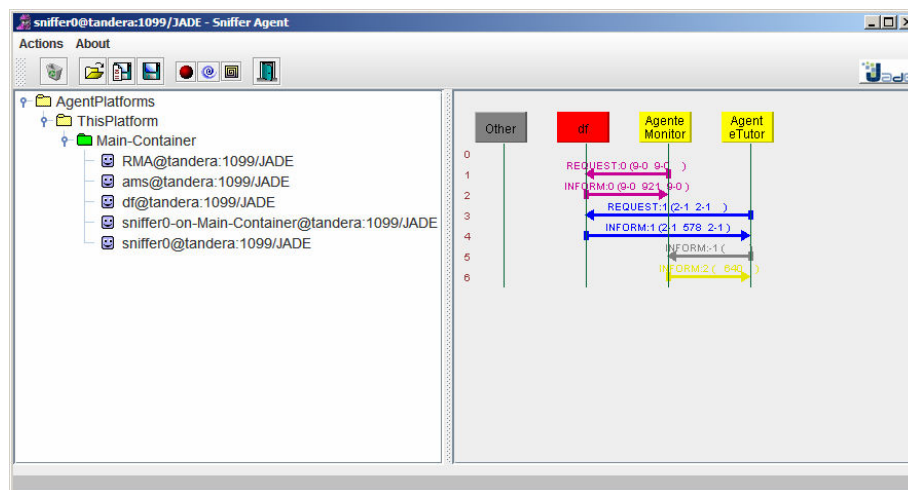 sniffer0@tandera:1099/JADE - Sniffer Agent
Actions About
Jade
AgentPlatforms
ThisPlatform
Main-Container
RMA@tandera:1099/JADE
ams@tandera:1099/JADE
df@tandera:1099/JADE
sniffer0-on-Main-Container@tandera:1099/JADE
sniffer0@tandera:1099/JADE
Other
df
Agente
Monitor
Agent
eTutor
0
REQUEST:0 (9-0 9-0 )
1
INFORM:0 (9-0 921 9-0 )
2
REQUEST:1 (2-1 2-1 )
3
INFORM:1 (2-1 578 2-1 )
4
INFORM:-1 ( )
5
INFORM:2 ( 640 )
6